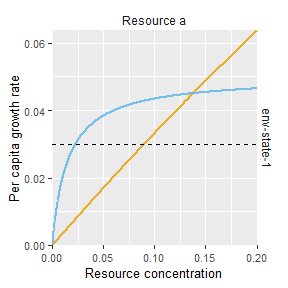 Resource a
0.06
0.04
0.02
0.00
Per capita growth rate
env-state-1
0.00 0.05 0.10 0.15 0.20
Resource concentration